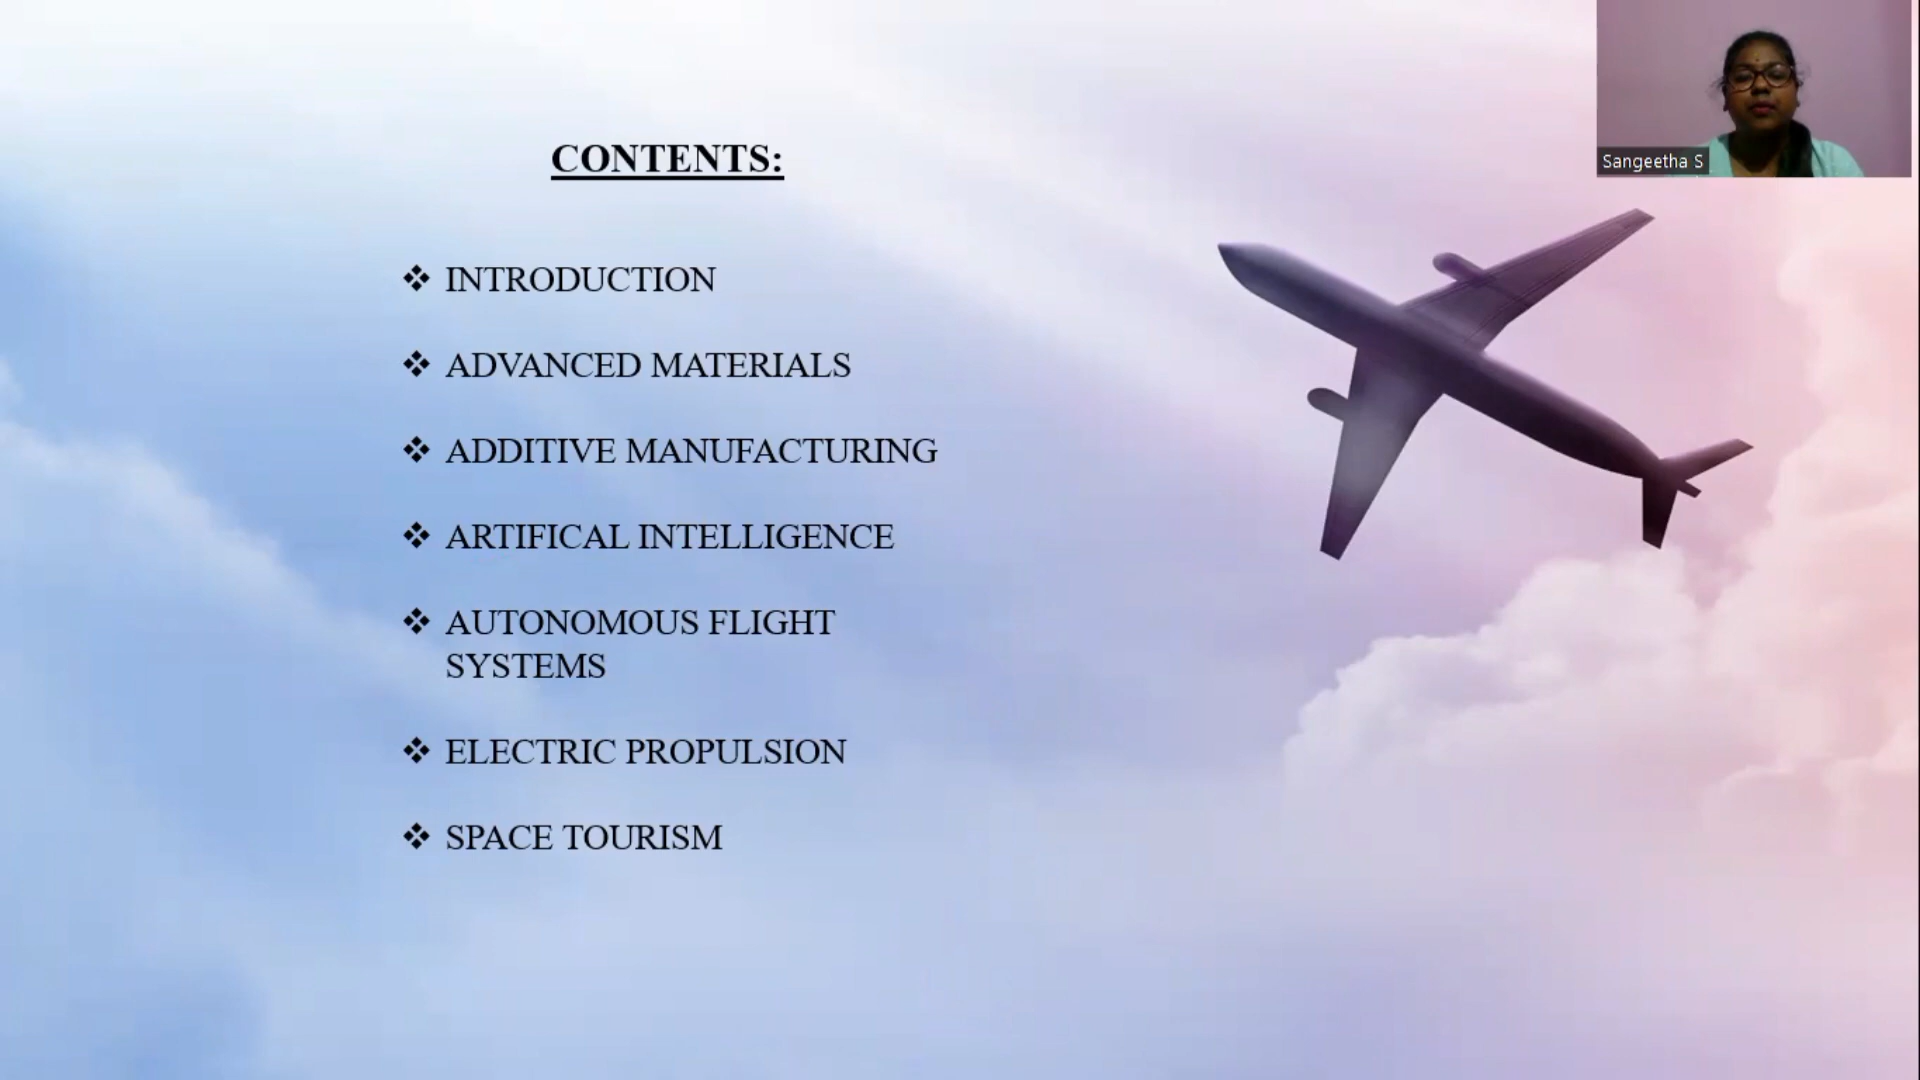 CONTENTS:
❖ INTRODUCTION
❖ ADVANCED MATERIALS
❖ ADDITIVE MANUFACTURING
❖ ARTIFICAL INTELLIGENCE
❖ AUTONOMOUS FLIGHT
SYSTEMS
❖ ELECTRIC PROPULSION
❖ SPACE TOURISM
Sangeetha S